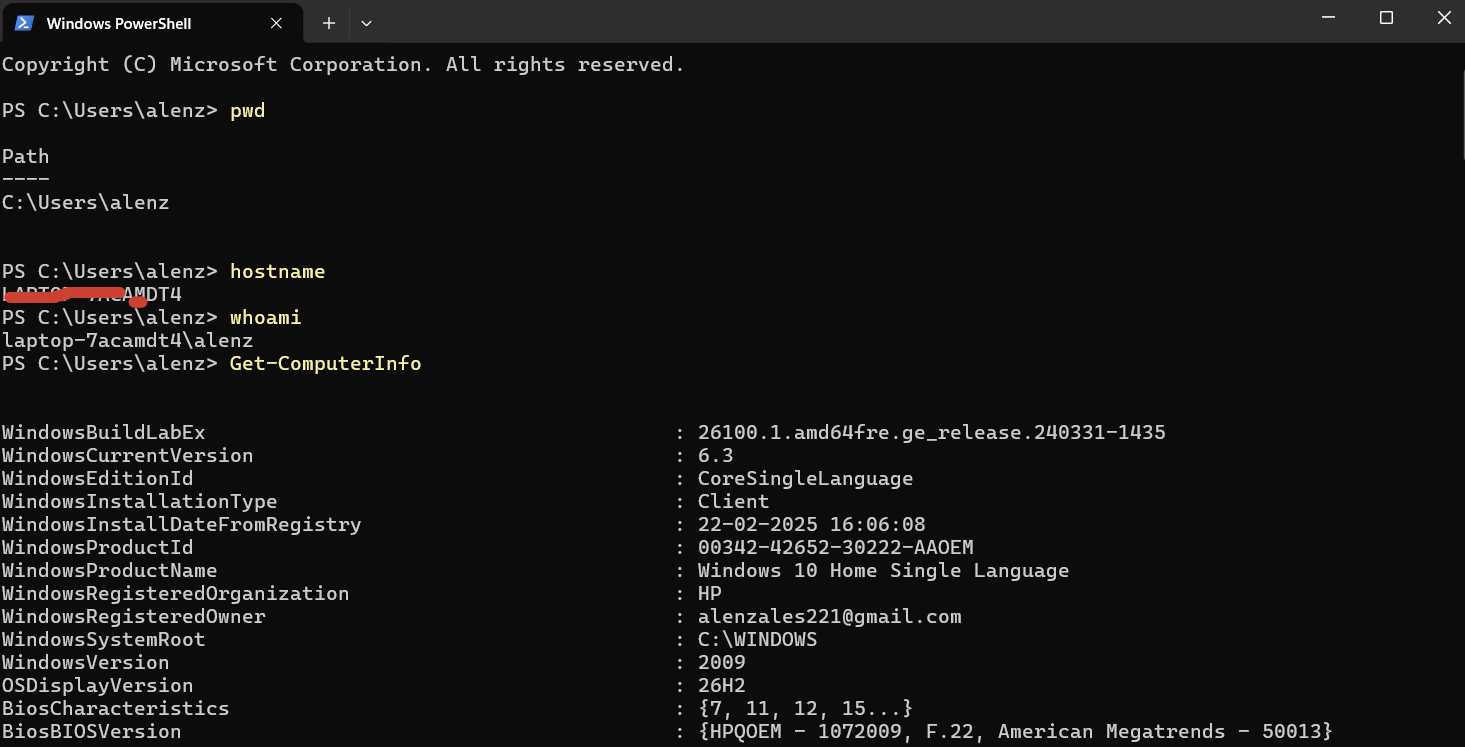 Windows PowerShell
Copyright (C) Microsoft Corporation. All rights reserved.
PS C:\Users\alenz> pwd
Path
----
C:\Users\alenz
PS C:\Users\alenz> hostname
MDT4
PS C:\Users\alenz> whoami
laptop-7acamdt4\alenz
PS C:\Users\alenz> Get-ComputerInfo
WindowsBuildLabEx : 26100.1.amd64fre.ge_release.240331-1435
WindowsCurrentVersion : 6.3
WindowsEditionId : CoreSingleLanguage
WindowsInstallationType : Client
WindowsInstallDateFromRegistry : 22-02-2025 16:06:08
WindowsProductId : 00342-42652-30222-AAOEM
WindowsProductName : Windows 10 Home Single Language
WindowsRegisteredOrganization : HP
WindowsRegisteredOwner : alenzales221@gmail.com
WindowsSystemRoot : C:\WINDOWS
WindowsVersion : 2009
OSDisplayVersion : 26H2
BiosCharacteristics : {7, 11, 12, 15...}
BiosBIOSVersion : {HPQOEM - 1072009, F.22, American Megatrends - 50013}